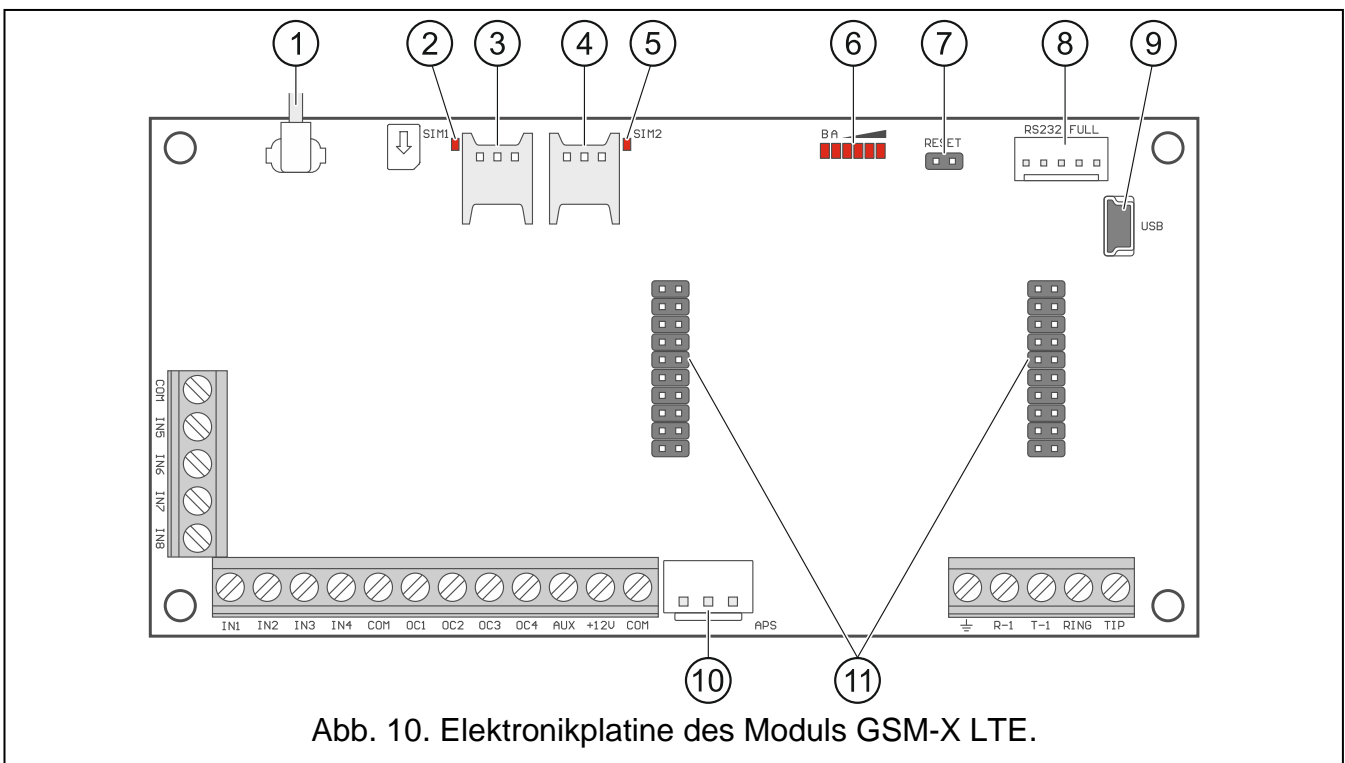 1 2 3 4 5 6 7 8 9
SIM1 SIM2 BA RESET RS232 FULL
USB
COM
IN5
IN6
IN7
IN8
IN1 IN2 IN3 IN4 COM OC1 OC2 OC3 OC4 AUX +12V COM APS R-1 T-1 RING TIP
10 11
Abb. 10. Elektronikplatine des Moduls GSM-X LTE.